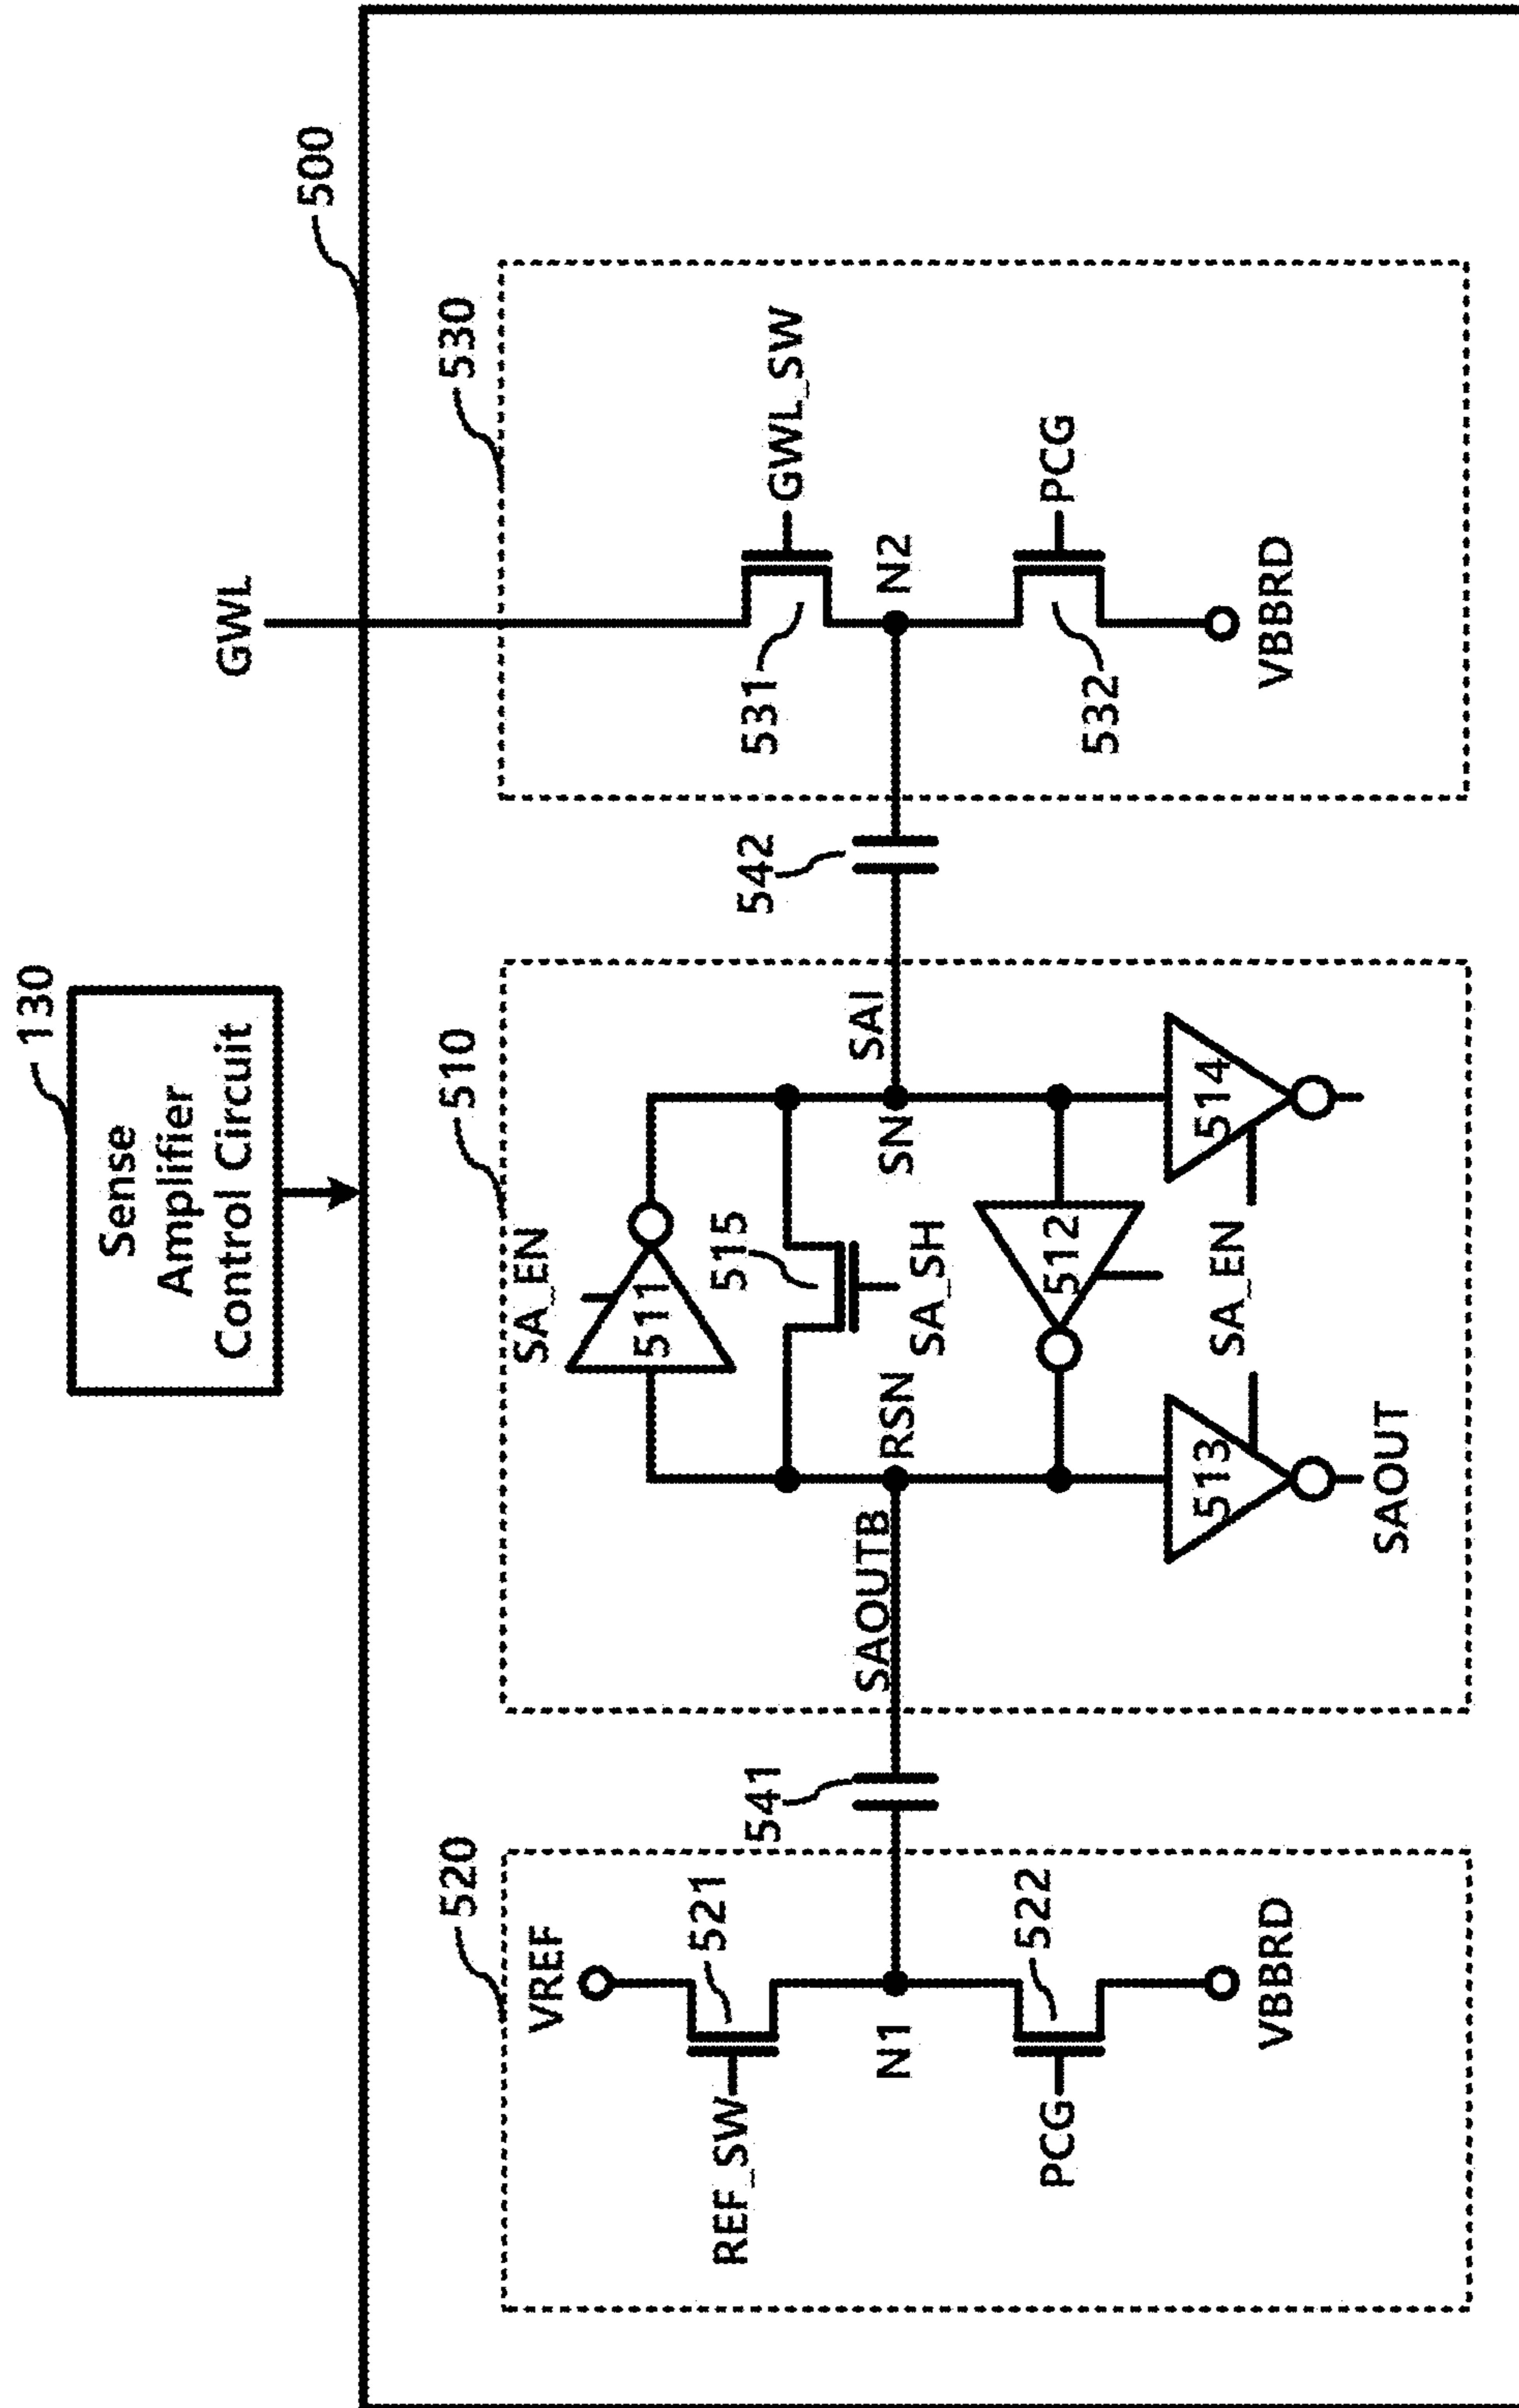 130
Sense
Amplifier
Control Circuit
500
GWL
520
VREF
521
REF_SW
N1
522
PCG
VBBRD
541
510
SA_EN
511
515
SAOUTB
RSN
SA_SH
SN
SAI
512
513
SA_EN
514
SAOUT
542
530
531
GWL_SW
N2
532
PCG
VBBRD